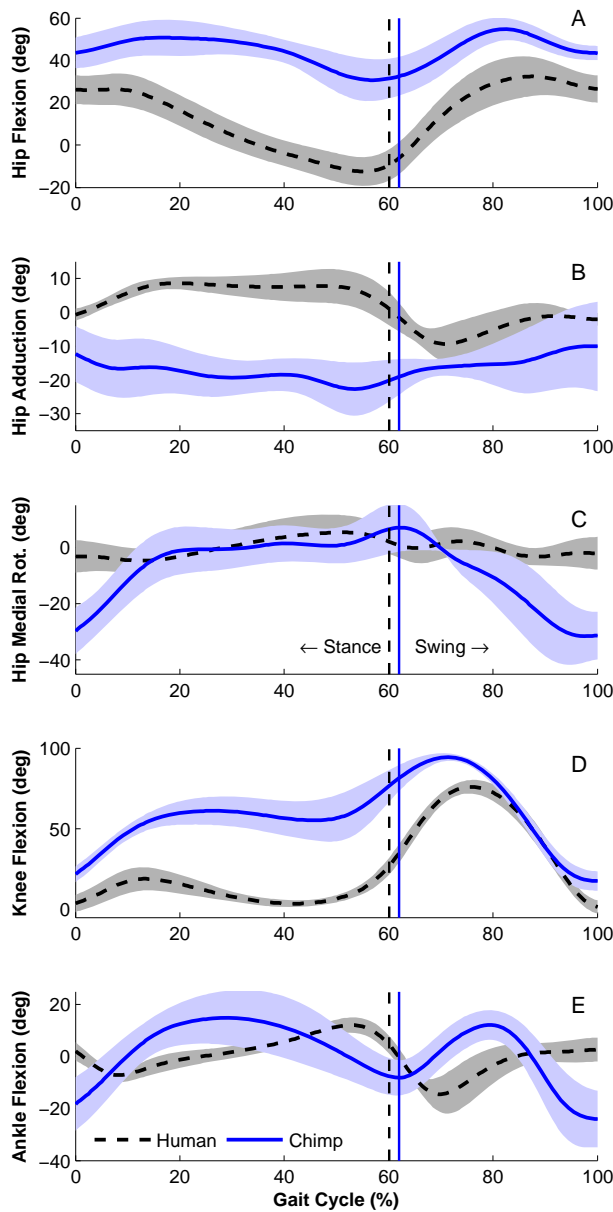 A
Hip Flexion (deg)
60
40
20
0
−20
0 20 40 60 80 100
B
Hip Adduction (deg)
10
0
−10
−20
−30
0 20 40 60 80 100
C
Hip Medial Rot. (deg)
0
−20
−40
← Stance Swing →
0 20 40 60 80 100
D
Knee Flexion (deg)
100
50
0
0 20 40 60 80 100
E
Ankle Flexion (deg)
20
0
−20
−40
Human Chimp
0 20 40 60 80 100
Gait Cycle (%)